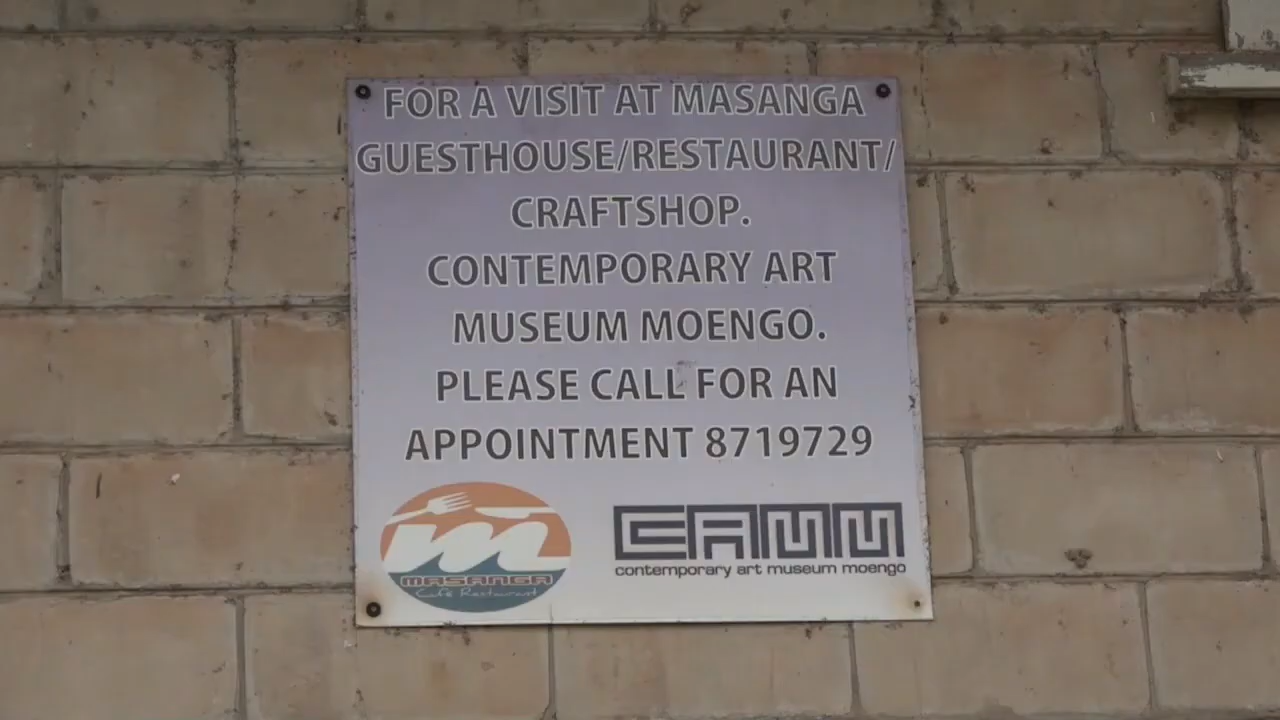 FOR A VISIT AT MASANGA
GUESTHOUSE/RESTAURANT/
CRAFTSHOP.
CONTEMPORARY ART
MUSEUM MOENGO.
PLEASE CALL FOR AN
APPOINTMENT 8719729
m
MASANGA
Café Restaurant
CAMM
contemporary art museum moengo